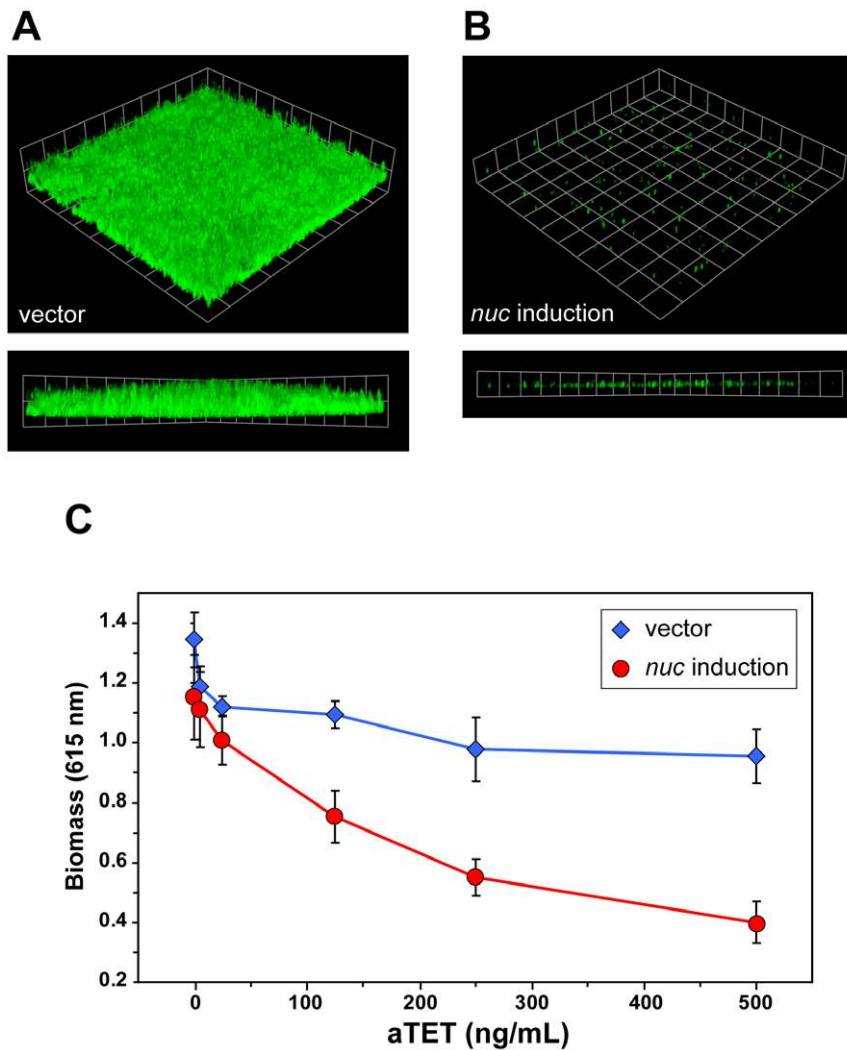 A
B
vector
nuc induction
C
1.4
1.2
1.0
0.8
0.6
0.4
0.2
Biomass (615 nm)
vector
nuc induction
0 100 200 300 400 500
aTET (ng/mL)